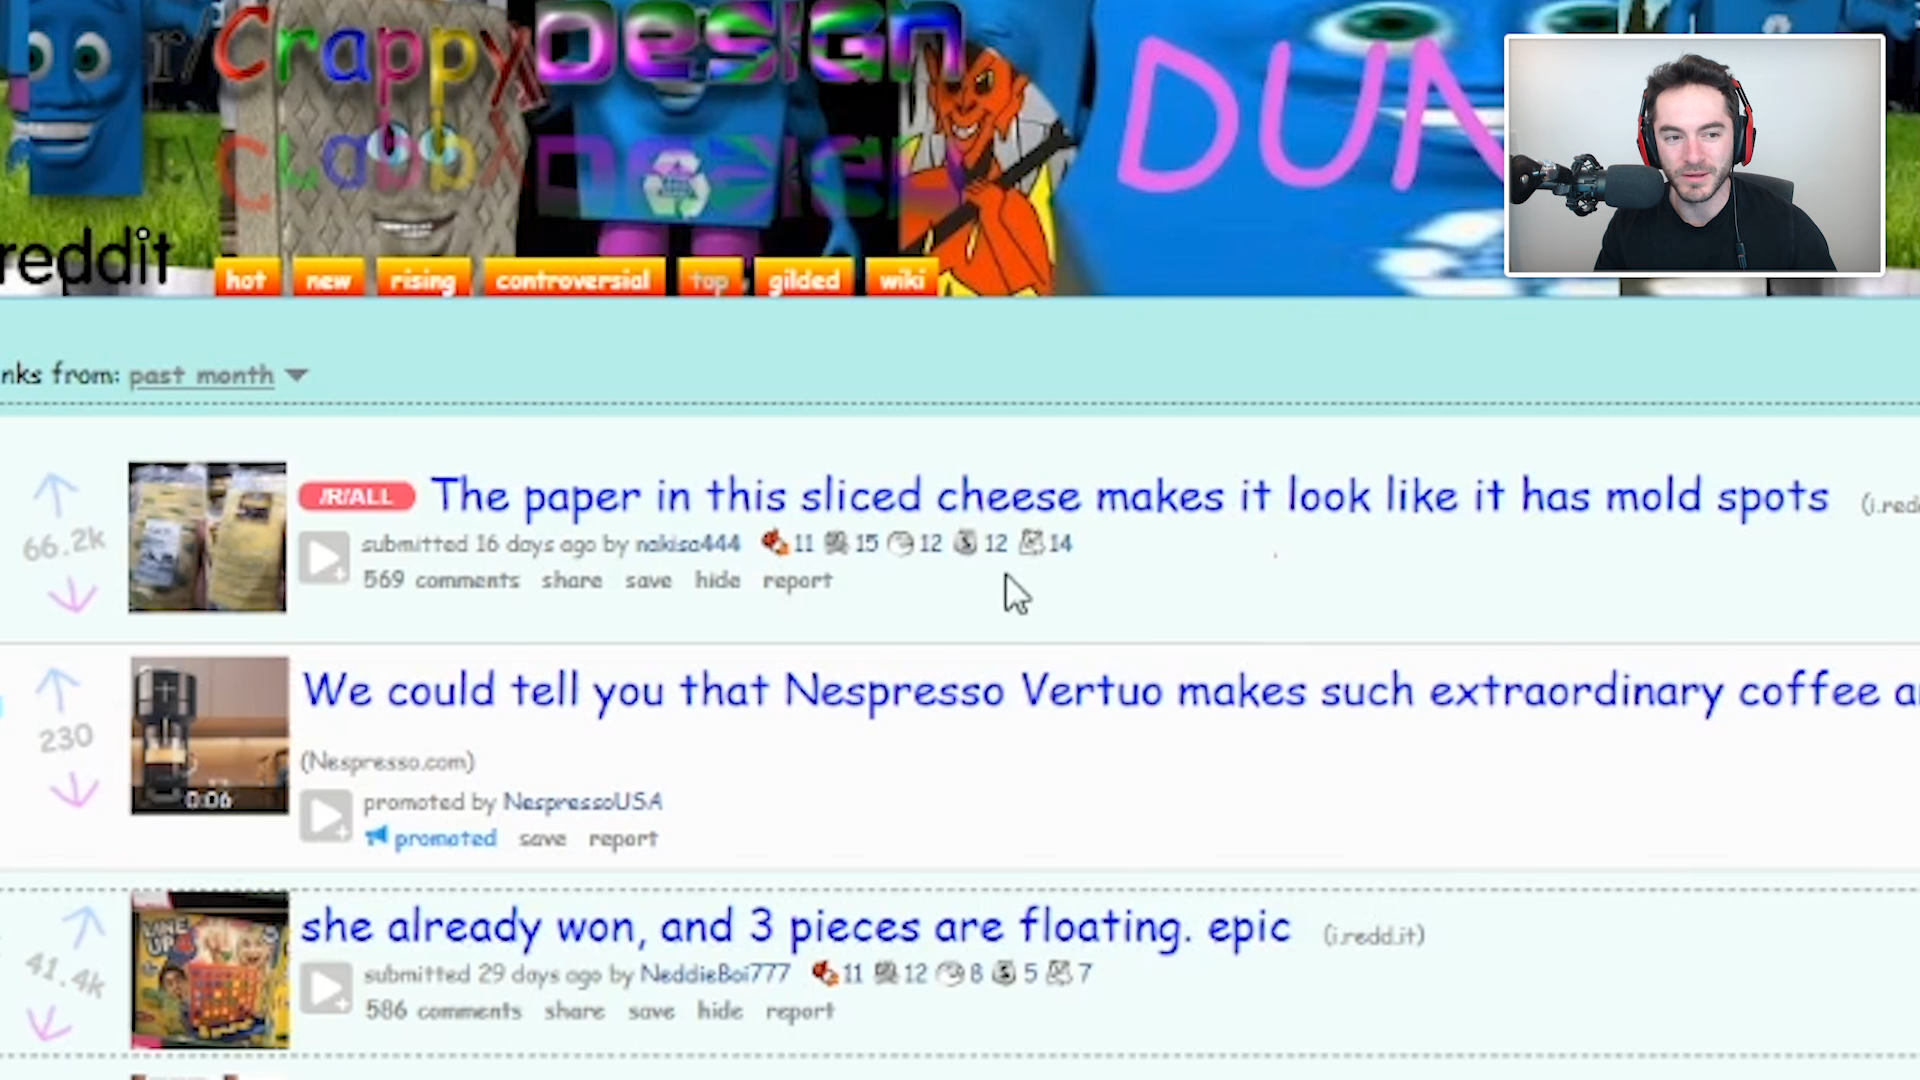 r/CrappyDesign
DUN
reddit
hot new rising controversial top gilded wiki
nks from: past month
/R/ALL The paper in this sliced cheese makes it look like it has mold spots (i.red
66.2k
submitted 16 days ago by nakisa444 11 15 12 12 14
569 comments share save hide report
We could tell you that Nespresso Vertuo makes such extraordinary coffee a
230
(Nespresso.com)
0:06
promoted by NespressoUSA
promoted save report
she already won, and 3 pieces are floating. epic (i.redd.it)
LINE
UP 4
41.4k
submitted 29 days ago by NeddieBoi777 11 12 8 5 7
586 comments share save hide report